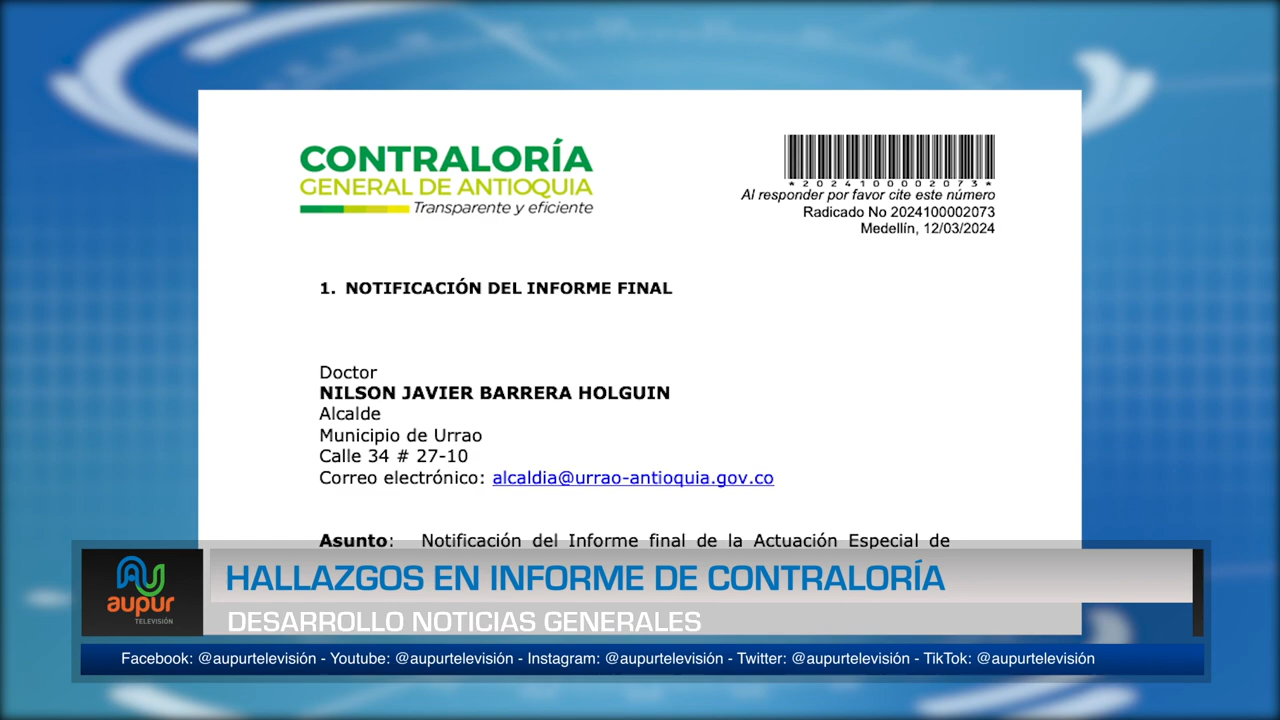 CONTRALORÍA
GENERAL DE ANTIOQUIA
Transparente y eficiente
*2024100002073*
Al responder por favor cite este número
Radicado No 2024100002073
Medellín, 12/03/2024
1. NOTIFICACIÓN DEL INFORME FINAL
Doctor
NILSON JAVIER BARRERA HOLGUIN
Alcalde
Municipio de Urrao
Calle 34 # 27-10
Correo electrónico: alcaldia@urrao-antioquia.gov.co
Asunto: Notificación del Informe final de la Actuación Especial de
aupur
TELEVISIÓN
HALLAZGOS EN INFORME DE CONTRALORÍA
DESARROLLO NOTICIAS GENERALES
Facebook: @aupurtelevisión - Youtube: @aupurtelevisión - Instagram: @aupurtelevisión - Twitter: @aupurtelevisión - TikTok: @aupurtelevisión